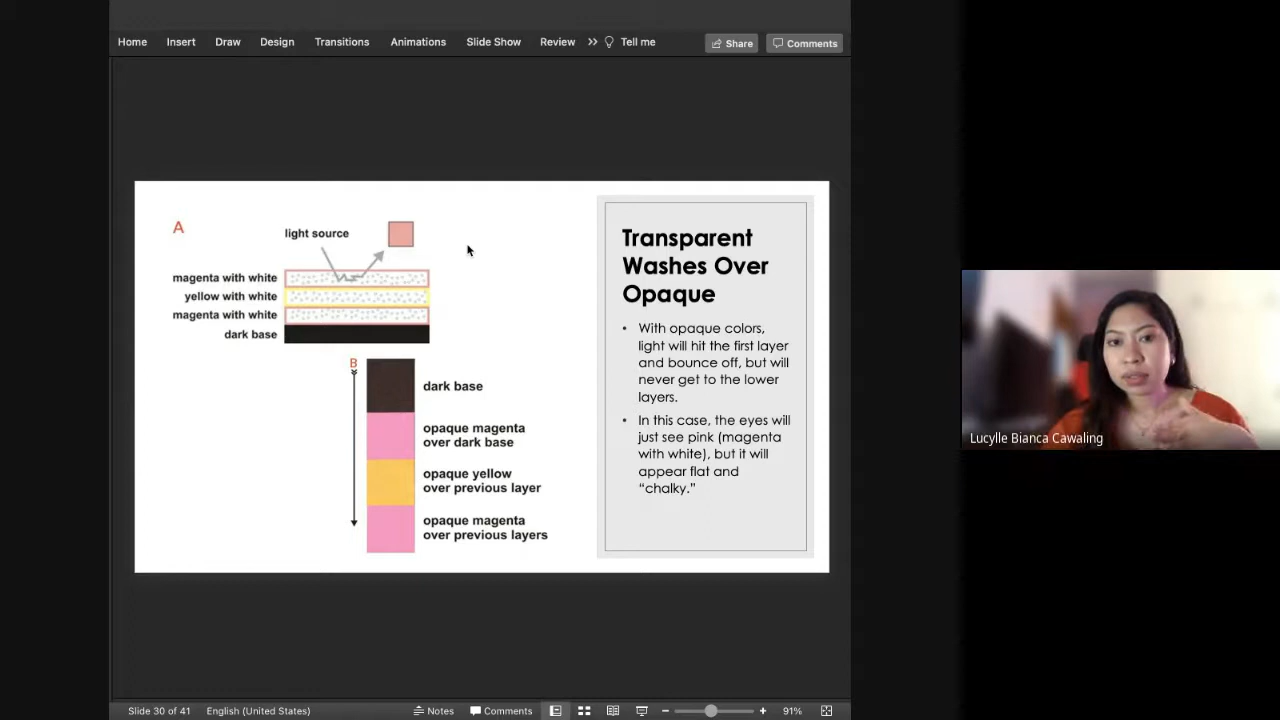 Home Insert Draw Design Transitions Animations Slide Show Review Tell me Share Comments
A
light source
magenta with white
yellow with white
magenta with white
dark base
B
dark base
opaque magenta
over dark base
opaque yellow
over previous layer
opaque magenta
over previous layers
Transparent
Washes Over
Opaque
• With opaque colors,
light will hit the first layer
and bounce off, but will
never get to the lower
layers.
• In this case, the eyes will
just see pink (magenta
with white), but it will
appear flat and
“chalky.”
Lucylle Bianca Cawaling
Slide 30 of 41 English (United States) Notes Comments 91%